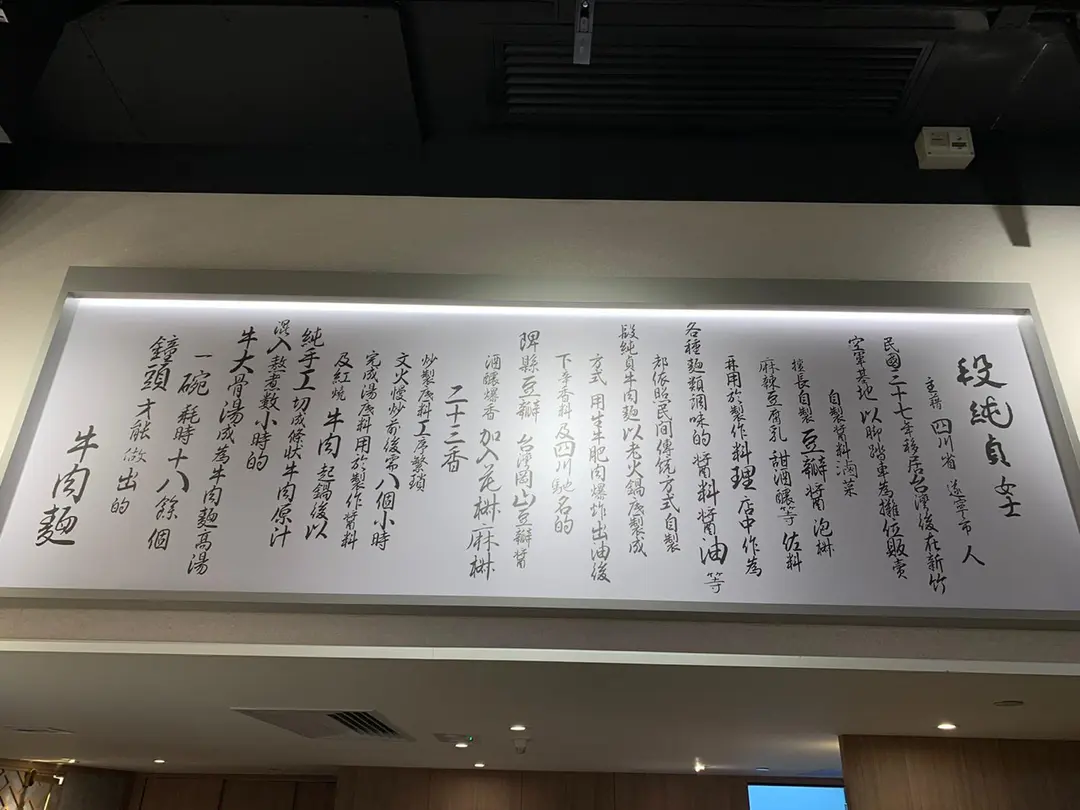 段純貞女士
主籍 四川省 遂寧市 人
民國三十七年移居台灣後在新竹
空軍基地 以腳踏車為攤位販賣
自製醬料滷菜
擅長自製 豆瓣醬 泡椒
麻辣豆腐乳 甜酒釀等 佐料
再用於製作料理 店中作為
各種麵類調味的 醬料醬油 等
都依照民間傳統方式自製
段純貞牛肉麵以老火鍋底製成
方式 用生牛肥肉爆炸出油後
下辛香料及四川馳名的
郫縣豆瓣 台灣岡山豆瓣醬
酒釀爆香 加入花椒麻椒
二十三香
炒製底料工序繁瑣
文火慢炒前後需八個小時
完成湯底料用於製作醬料
及紅燒 牛肉 起鍋後以
純手工切成條狀牛肉原汁
混入熬煮數小時的
牛大骨湯成為牛肉麵高湯
一碗 耗時十八餘個
鐘頭才能做出的
牛肉麵